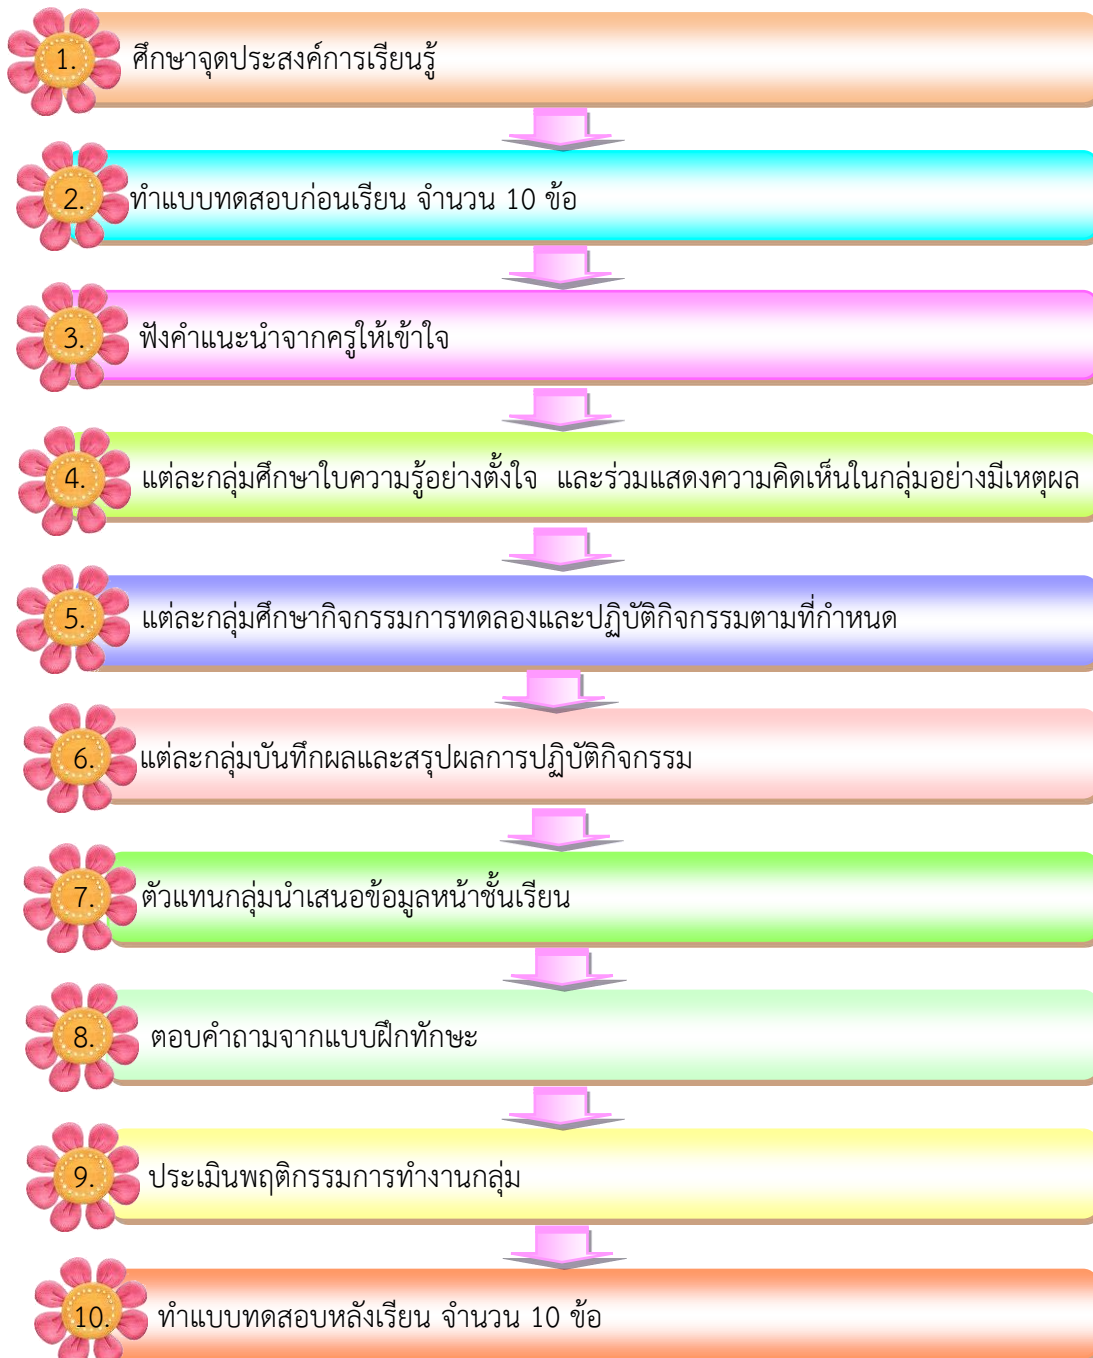 1. ศึกษาจุดประสงค์การเรียนรู้
2. ทำแบบทดสอบก่อนเรียน จำนวน 10 ข้อ
3. ฟังคำแนะนำจากครูให้เข้าใจ
4. แต่ละกลุ่มศึกษาใบความรู้อย่างตั้งใจ และร่วมแสดงความคิดเห็นในกลุ่มอย่างมีเหตุผล
5. แต่ละกลุ่มศึกษากิจกรรมการทดลองและปฏิบัติกิจกรรมตามที่กำหนด
6. แต่ละกลุ่มบันทึกผลและสรุปผลการปฏิบัติกิจกรรม
7. ตัวแทนกลุ่มนำเสนอข้อมูลหน้าชั้นเรียน
8. ตอบคำถามจากแบบฝึกทักษะ
9. ประเมินพฤติกรรมการทำงานกลุ่ม
10. ทำแบบทดสอบหลังเรียน จำนวน 10 ข้อ